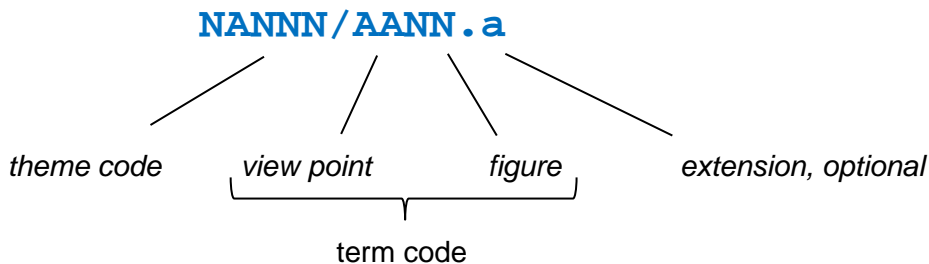 NANNN/AANN.a
theme code view point figure extension, optional
term code